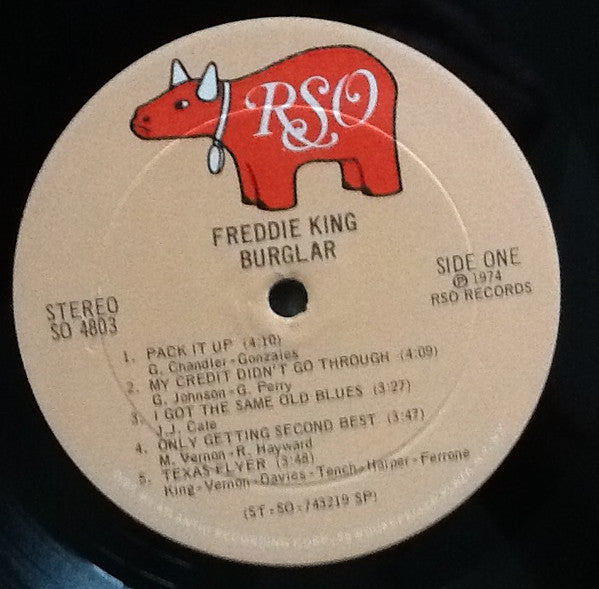 RSO
FREDDIE KING
BURGLAR
STEREO
SO 4803
SIDE ONE
℗ 1974
RSO RECORDS
1. PACK IT UP (4:10)
G. Chandler-Gonzales
2. MY CREDIT DIDN'T GO THROUGH (4:09)
G. Johnson-G. Perry
3. I GOT THE SAME OLD BLUES (3:27)
J.J. Cale
4. ONLY GETTING SECOND BEST (3:47)
M. Vernon-R. Hayward
5. TEXAS FLYER (3:48)
King-Vernon-Davies-Tench-Harper-Ferrone
(ST-SO-743219 SP)
ATLANTIC RECORDING CORP.